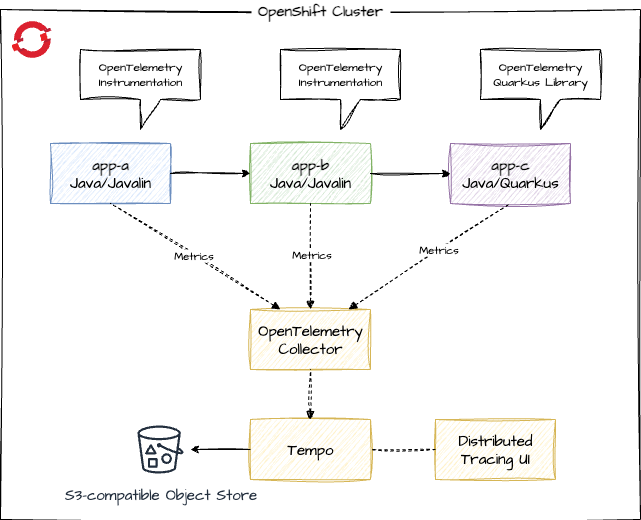 OpenShift Cluster
OpenTelemetry
Instrumentation
OpenTelemetry
Instrumentation
OpenTelemetry
Quarkus Library
app-a
Java/Javalin
app-b
Java/Javalin
app-c
Java/Quarkus
Metrics
Metrics
Metrics
OpenTelemetry
Collector
Tempo
Distributed
Tracing UI
S3-compatible Object Store